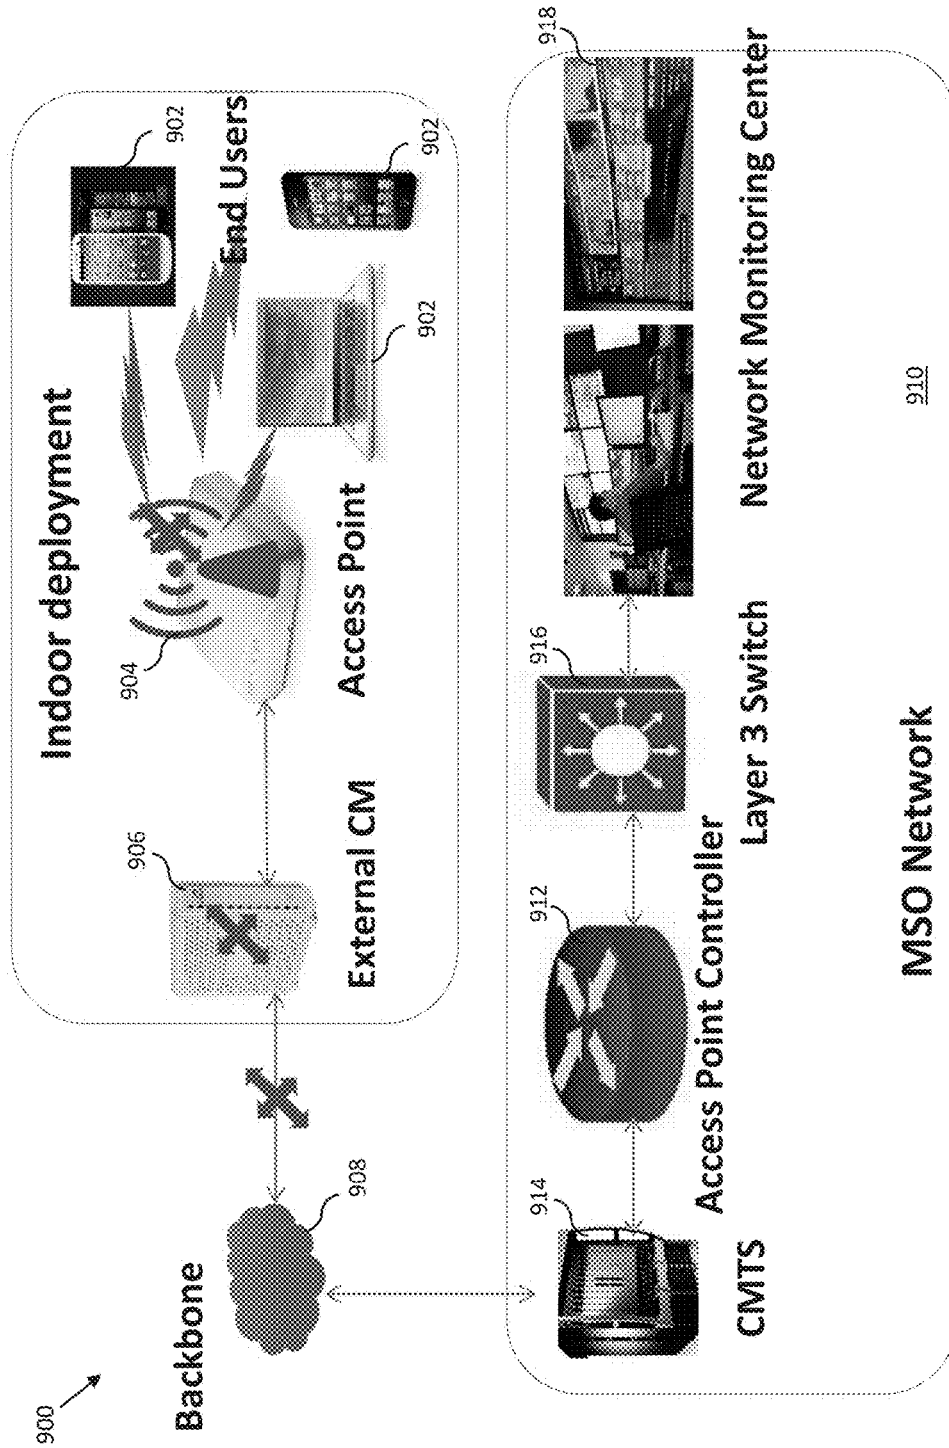 900
Indoor deployment
902
End Users
902
902
904
Access Point
906
External CM
Backbone
908
914
CMTS
912
Access Point Controller
916
Layer 3 Switch
918
Network Monitoring Center
MSO Network
910